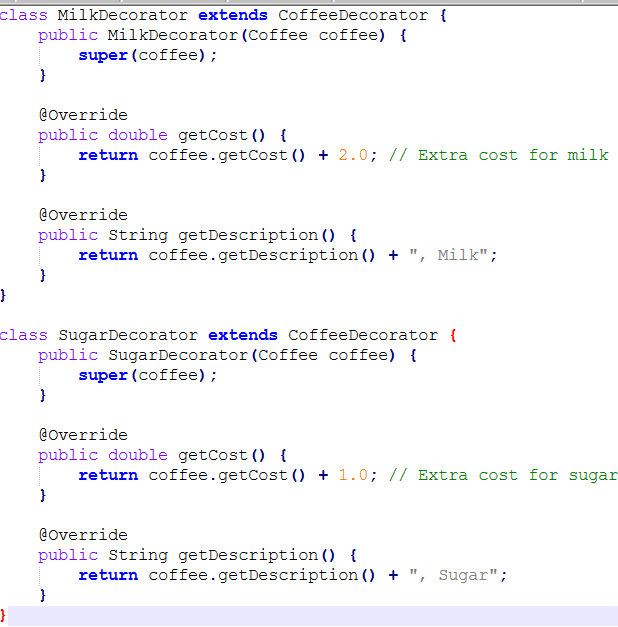 class MilkDecorator extends CoffeeDecorator {
    public MilkDecorator(Coffee coffee) {
        super(coffee);
    }

    @Override
    public double getCost() {
        return coffee.getCost() + 2.0; // Extra cost for milk
    }

    @Override
    public String getDescription() {
        return coffee.getDescription() + ", Milk";
    }
}

class SugarDecorator extends CoffeeDecorator {
    public SugarDecorator(Coffee coffee) {
        super(coffee);
    }

    @Override
    public double getCost() {
        return coffee.getCost() + 1.0; // Extra cost for sugar
    }

    @Override
    public String getDescription() {
        return coffee.getDescription() + ", Sugar";
    }
}